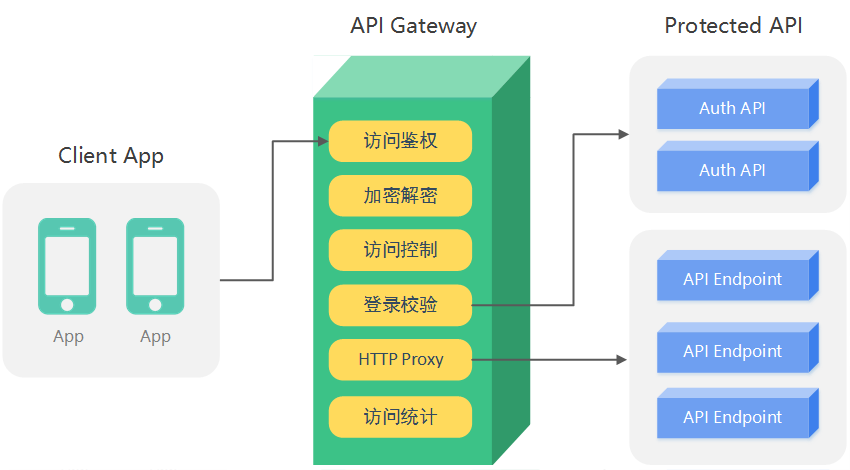 API Gateway
Protected API
Client App
App
App
访问鉴权
加密解密
访问控制
登录校验
HTTP Proxy
访问统计
Auth API
Auth API
API Endpoint
API Endpoint
API Endpoint